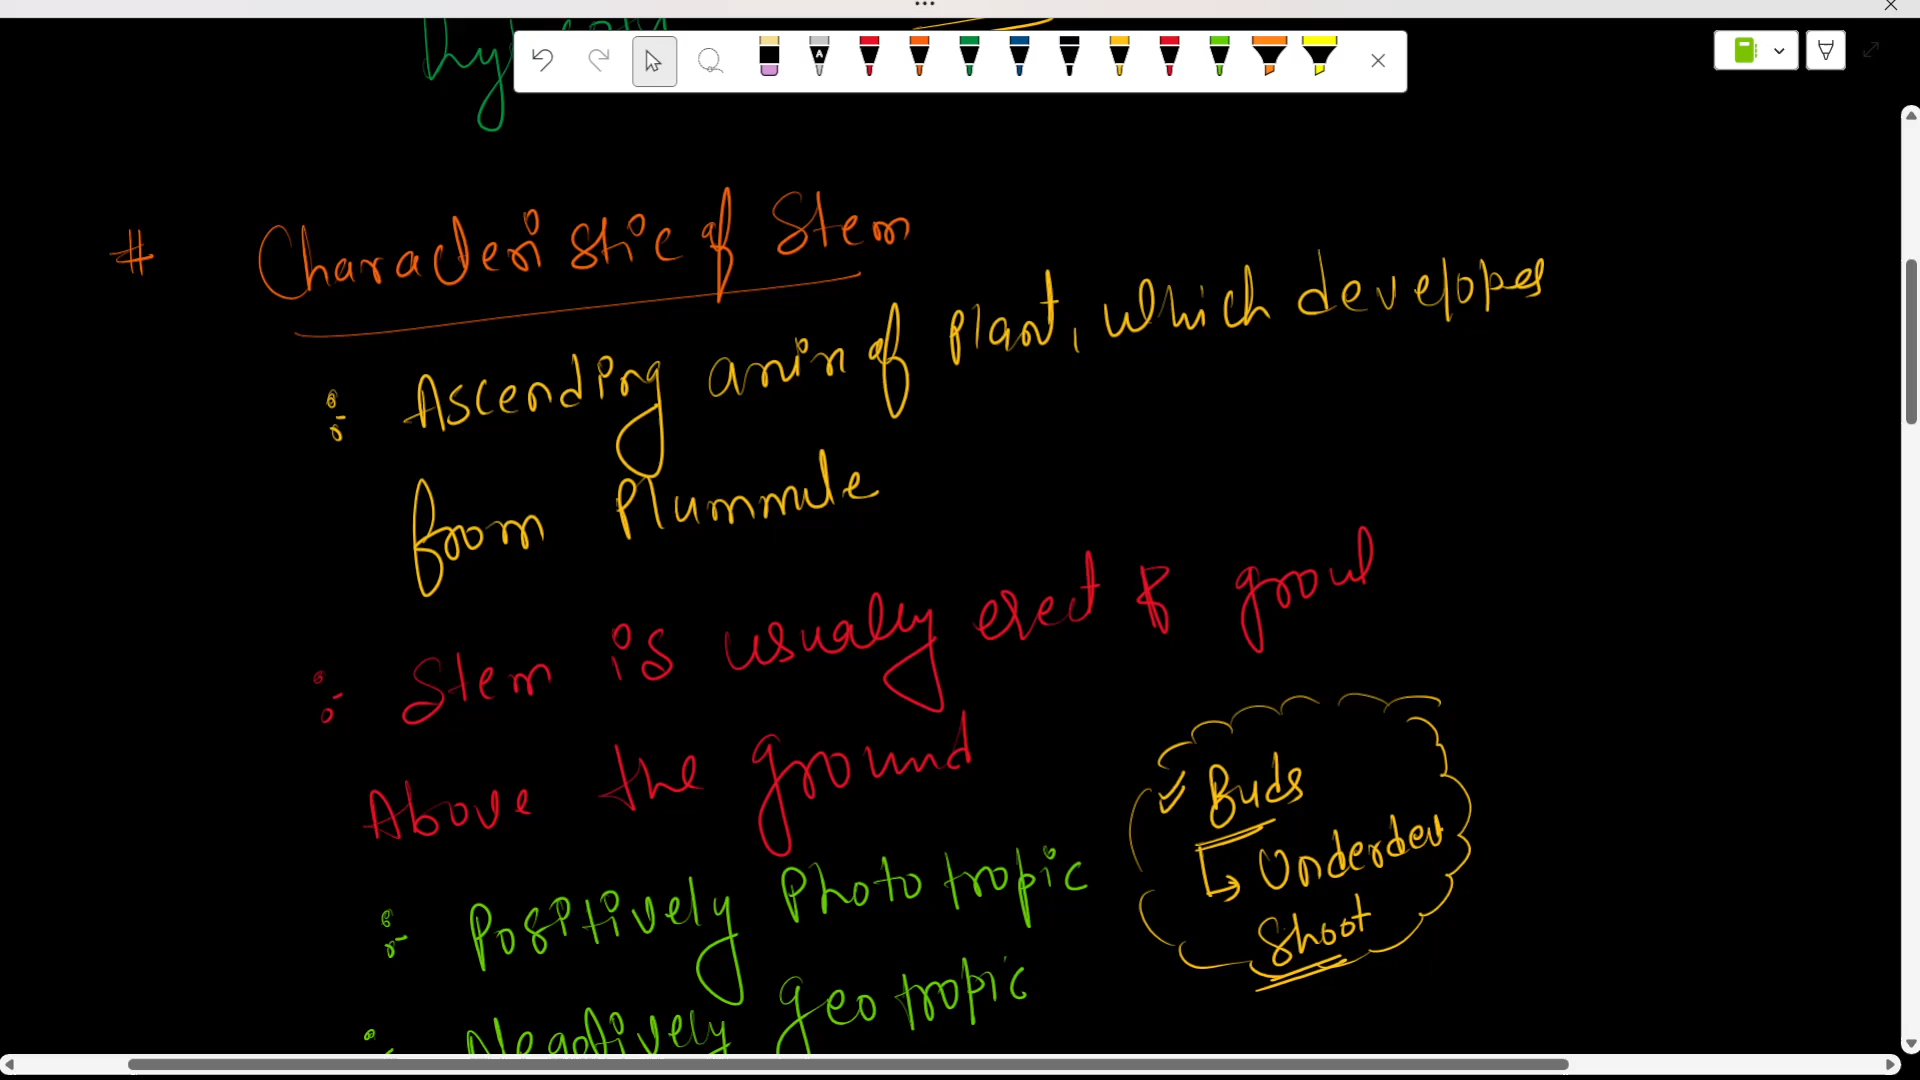 # Characteristic of Stem
:- Ascending axis of Plant, which developes
from Plummule
:- Stem is usually erect & grow
Above the ground
✓ Buds
↳ Underdev
Shoot
:- Positively Phototropic
:- Negatively geotropic